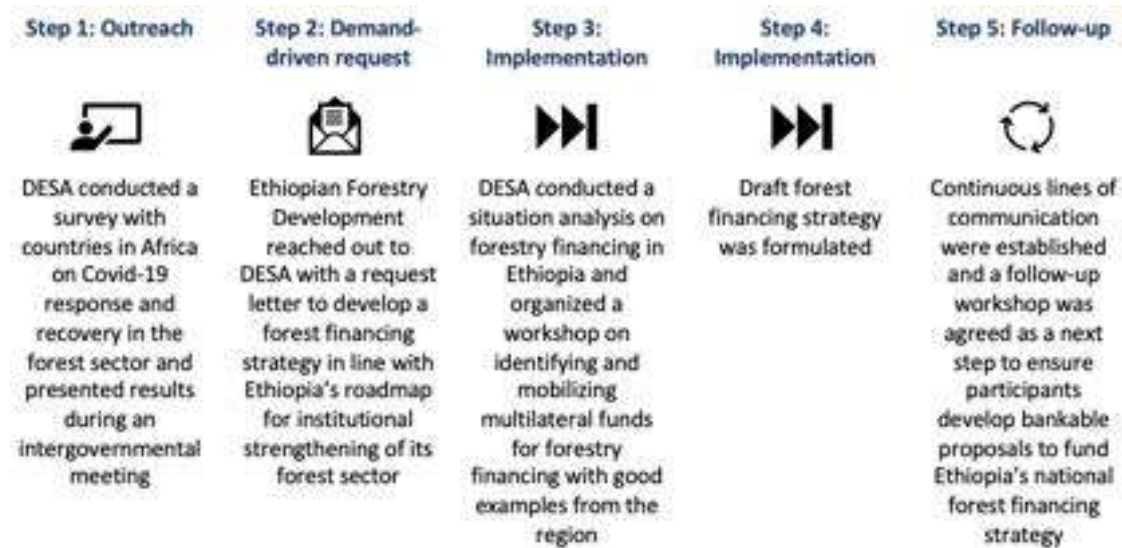 Step 1: Outreach
DESA conducted a
survey with
countries in Africa
on Covid-19
response and
recovery in the
forest sector and
presented results
during an
intergovernmental
meeting
Step 2: Demand-
driven request
Ethiopian Forestry
Development
reached out to
DESA with a request
letter to develop a
forest financing
strategy in line with
Ethiopia's roadmap
for institutional
strengthening of its
forest sector
Step 3:
Implementation
DESA conducted a
situation analysis on
forestry financing in
Ethiopia and
organized a
workshop on
identifying and
mobilizing
multilateral funds
for forestry
financing with good
examples from the
region
Step 4:
Implementation
Draft forest
financing strategy
was formulated
Step 5: Follow-up
Continuous lines of
communication
were established
and a follow-up
workshop was
agreed as a next
step to ensure
participants
develop bankable
proposals to fund
Ethiopia's national
forest financing
strategy